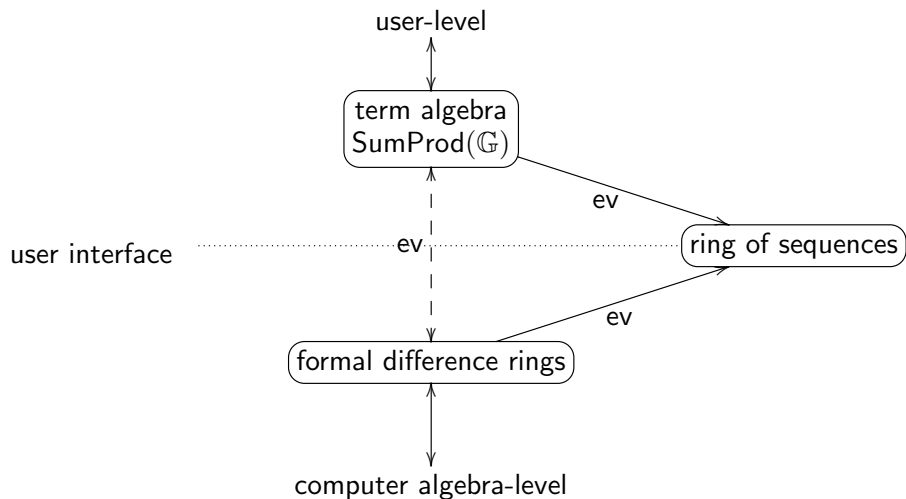 user-level
term algebra
SumProd(𝔾)
ev
ring of sequences
user interface
ev
ev
formal difference rings
computer algebra-level